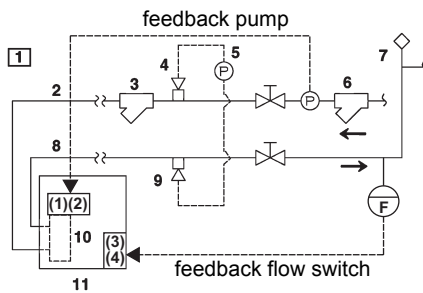 feedback pump
1
2
3
4
5
P
6
7
P
8
9
F
(1)(2)
10
(3)
(4)
11
feedback flow switch